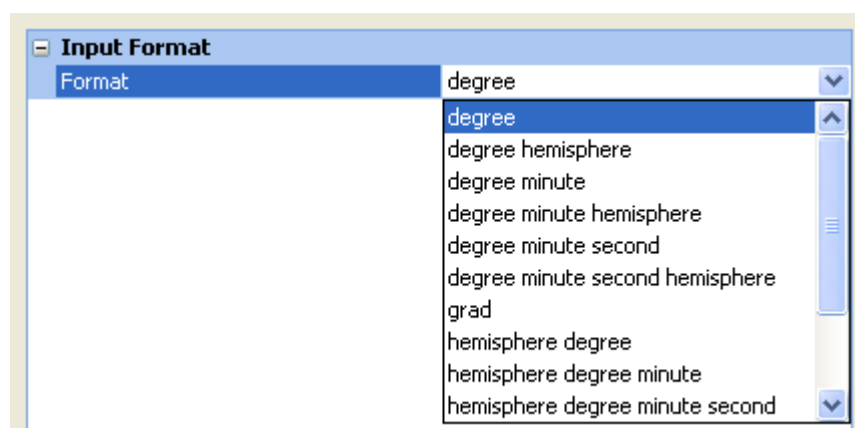 Input Format
Format degree
degree
degree hemisphere
degree minute
degree minute hemisphere
degree minute second
degree minute second hemisphere
grad
hemisphere degree
hemisphere degree minute
hemisphere degree minute second